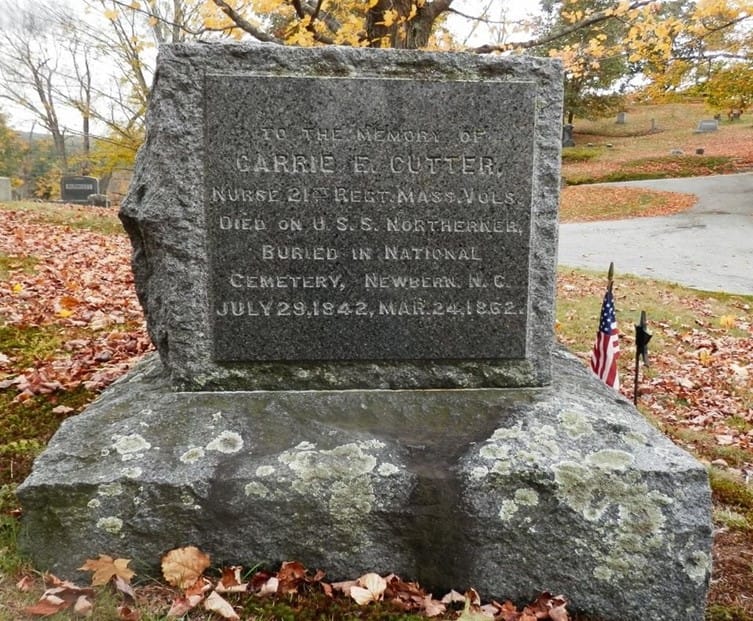 TO THE MEMORY OF
CARRIE E. CUTTER,
NURSE 21ST REGT. MASS. VOLS.
DIED ON U.S.S. NORTHERNER,
BURIED IN NATIONAL
CEMETERY, NEWBERN, N.C.
JULY 29, 1842, MAR. 24, 1862.